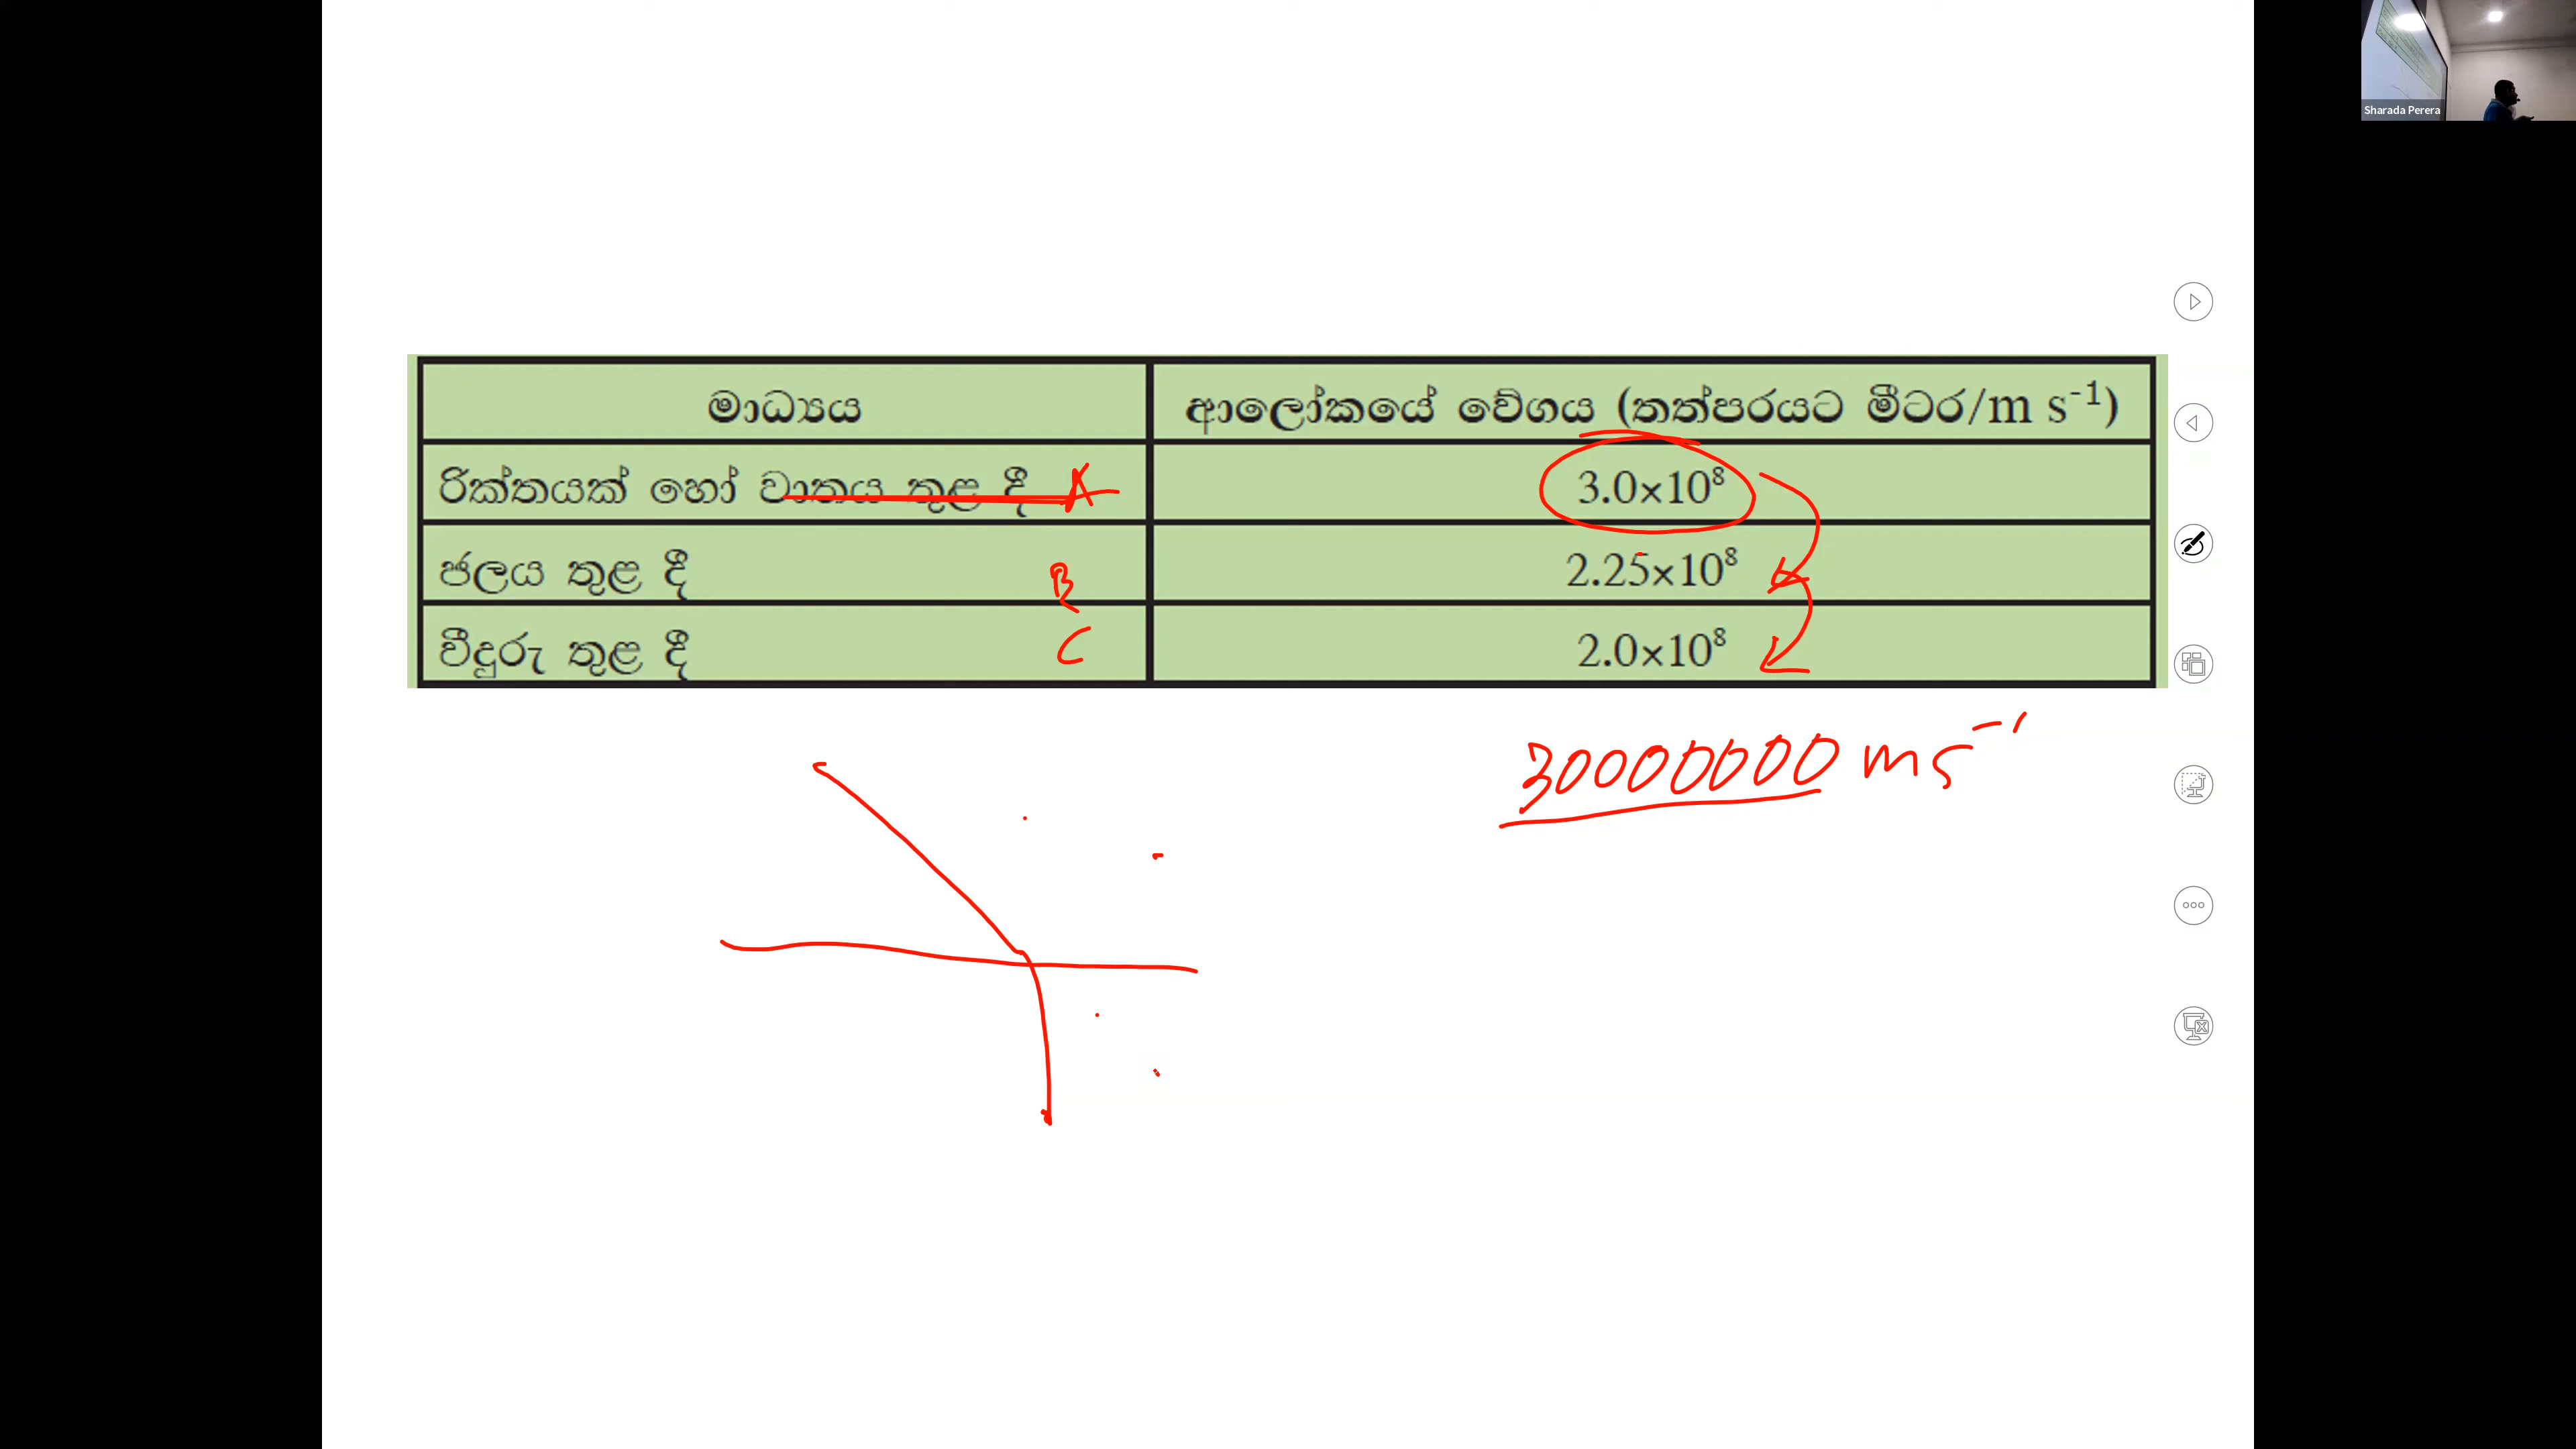 Sharada Perera
මාධ්‍යය ආලෝකයේ වේගය (තත්පරයට මීටර/m s⁻¹)
රික්තයක් හෝ වාතය තුළ දී A 3.0×10⁸
ජලය තුළ දී B 2.25×10⁸
වීදුරු තුළ දී C 2.0×10⁸
30000000 ms⁻¹